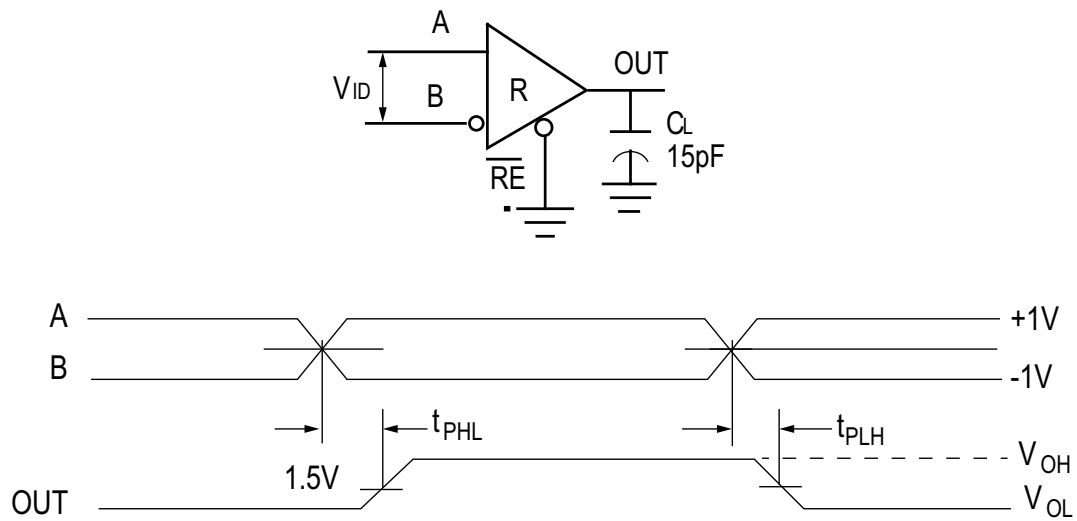 A
OUT
VID
B
R
CL
15pF
RE
A
+1V
B
-1V
tPHL
tPLH
1.5V
VOH
OUT
VOL